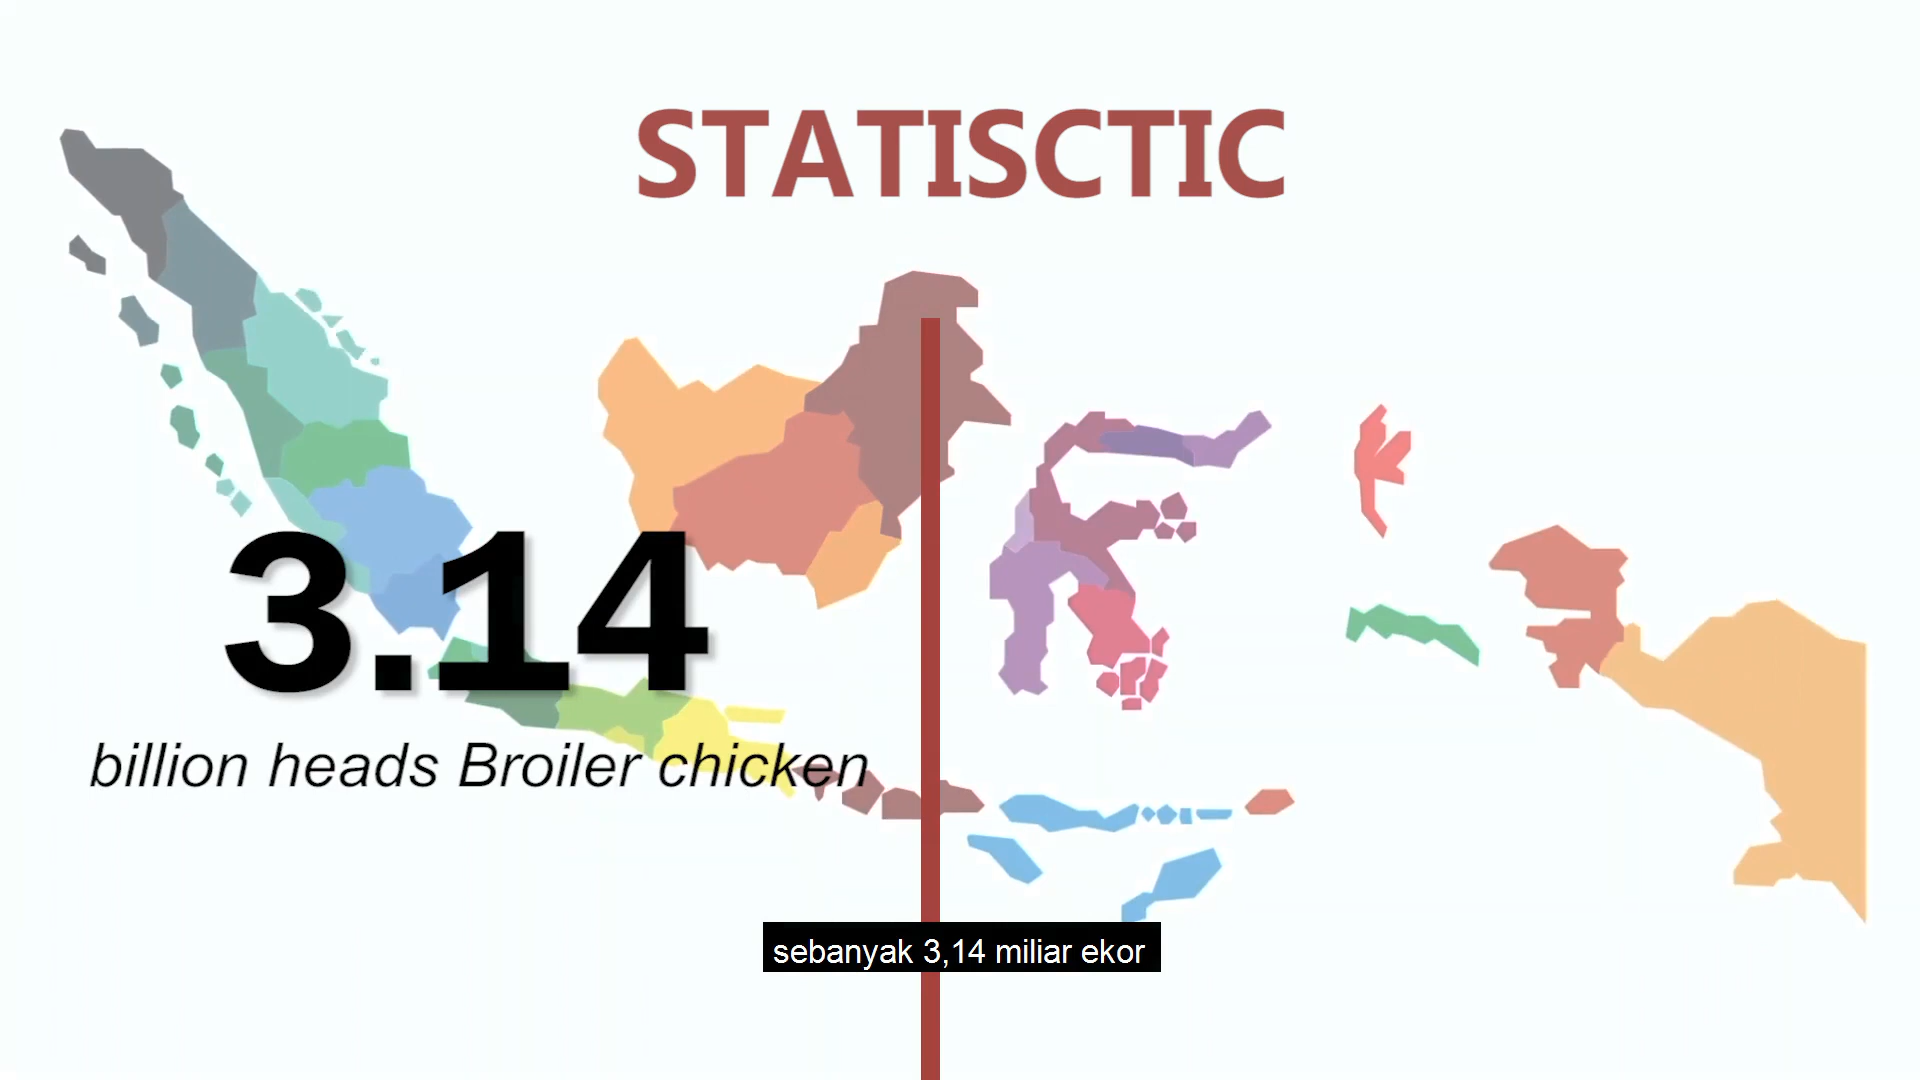 STATISCTIC
3.14
billion heads Broiler chicken
sebanyak 3,14 miliar ekor